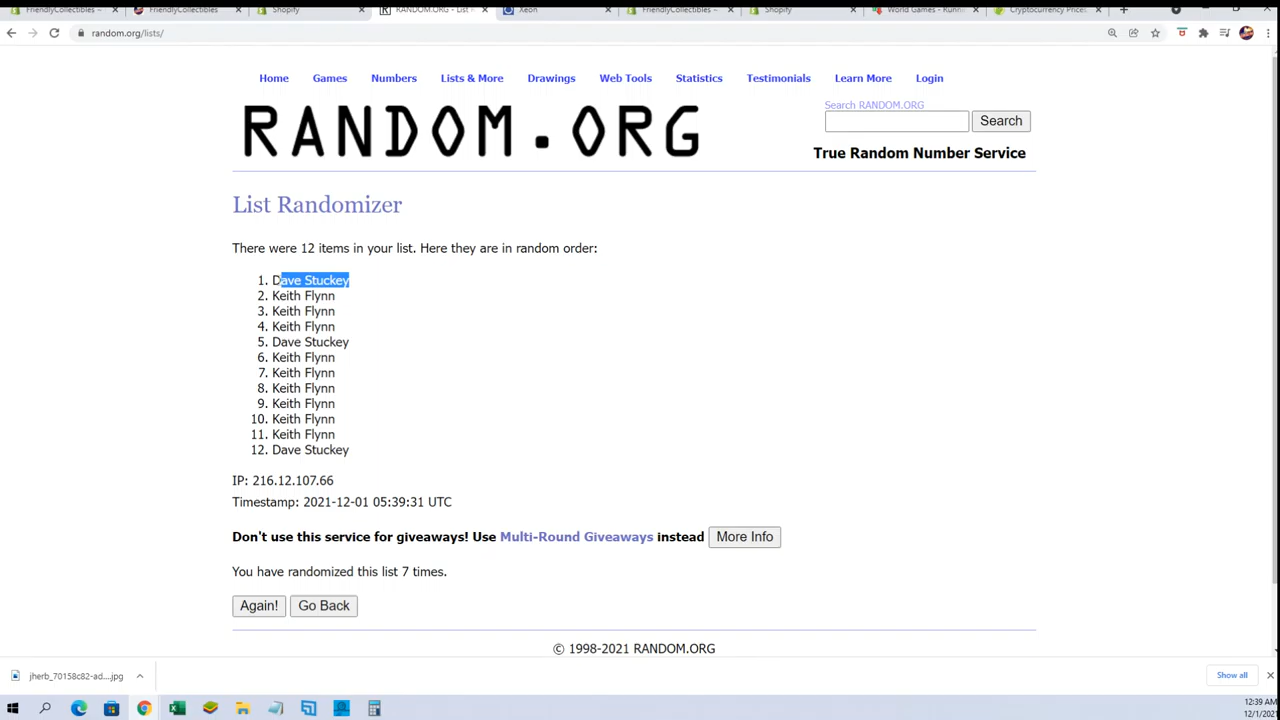 FriendlyCollectibles –
FriendlyCollectibles
Shopify
RANDOM.ORG - List
Xeon
FriendlyCollectibles –
Shopify
World Games - Runni
Cryptocurrency Price
random.org/lists/
Home Games Numbers Lists & More Drawings Web Tools Statistics Testimonials Learn More Login
RANDOM.ORG
Search RANDOM.ORG
Search
True Random Number Service
List Randomizer
There were 12 items in your list. Here they are in random order:
1. Dave Stuckey
2. Keith Flynn
3. Keith Flynn
4. Keith Flynn
5. Dave Stuckey
6. Keith Flynn
7. Keith Flynn
8. Keith Flynn
9. Keith Flynn
10. Keith Flynn
11. Keith Flynn
12. Dave Stuckey
IP: 216.12.107.66
Timestamp: 2021-12-01 05:39:31 UTC
Don't use this service for giveaways! Use Multi-Round Giveaways instead More Info
You have randomized this list 7 times.
Again! Go Back
© 1998-2021 RANDOM.ORG
jherb_70158c82-ad....jpg
Show all
12:39 AM
12/1/2021